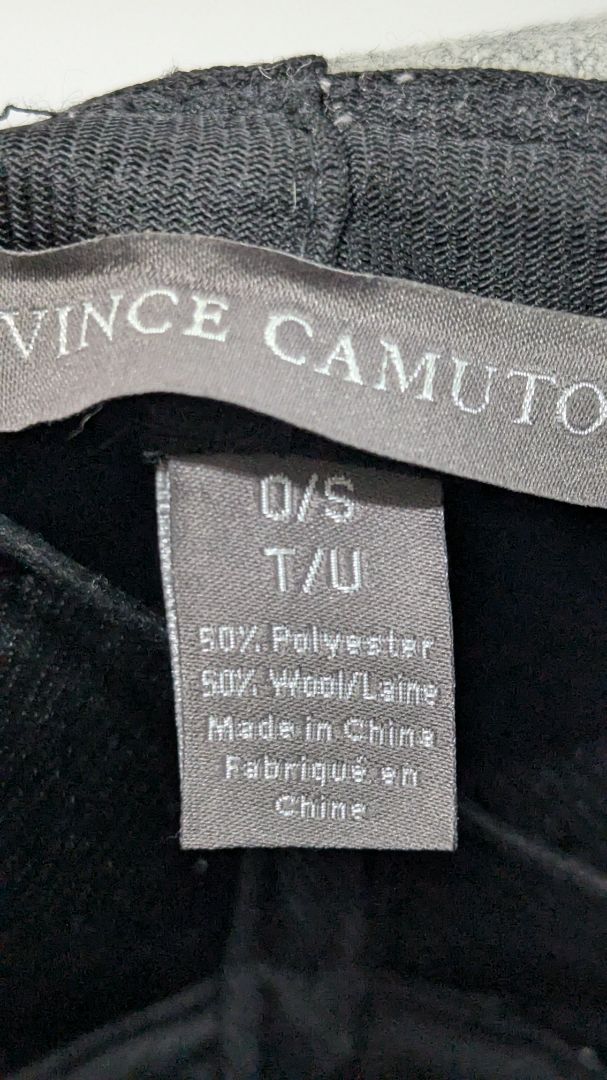 VINCE CAMUTO
O/S
T/U
50% Polyester
50% Wool/Laine
Made in China
Fabriqué en
Chine